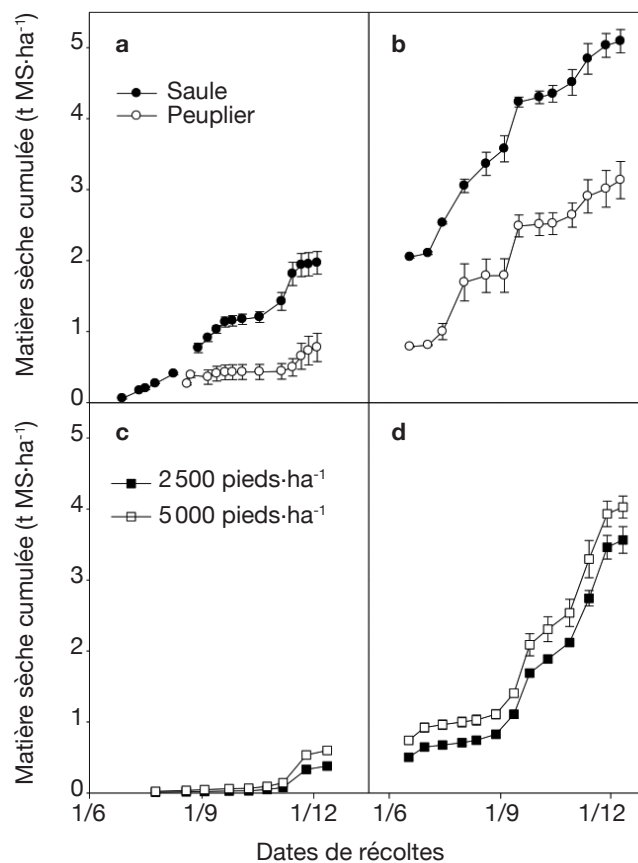 Matière sèche cumulée (t MS·ha⁻¹)
5
4
3
2
1
0
a
Saule
Peuplier
b
Matière sèche cumulée (t MS·ha⁻¹)
5
4
3
2
1
0
c
2 500 pieds·ha⁻¹
5 000 pieds·ha⁻¹
d
1/6
1/9
1/12
1/6
1/9
1/12
Dates de récoltes